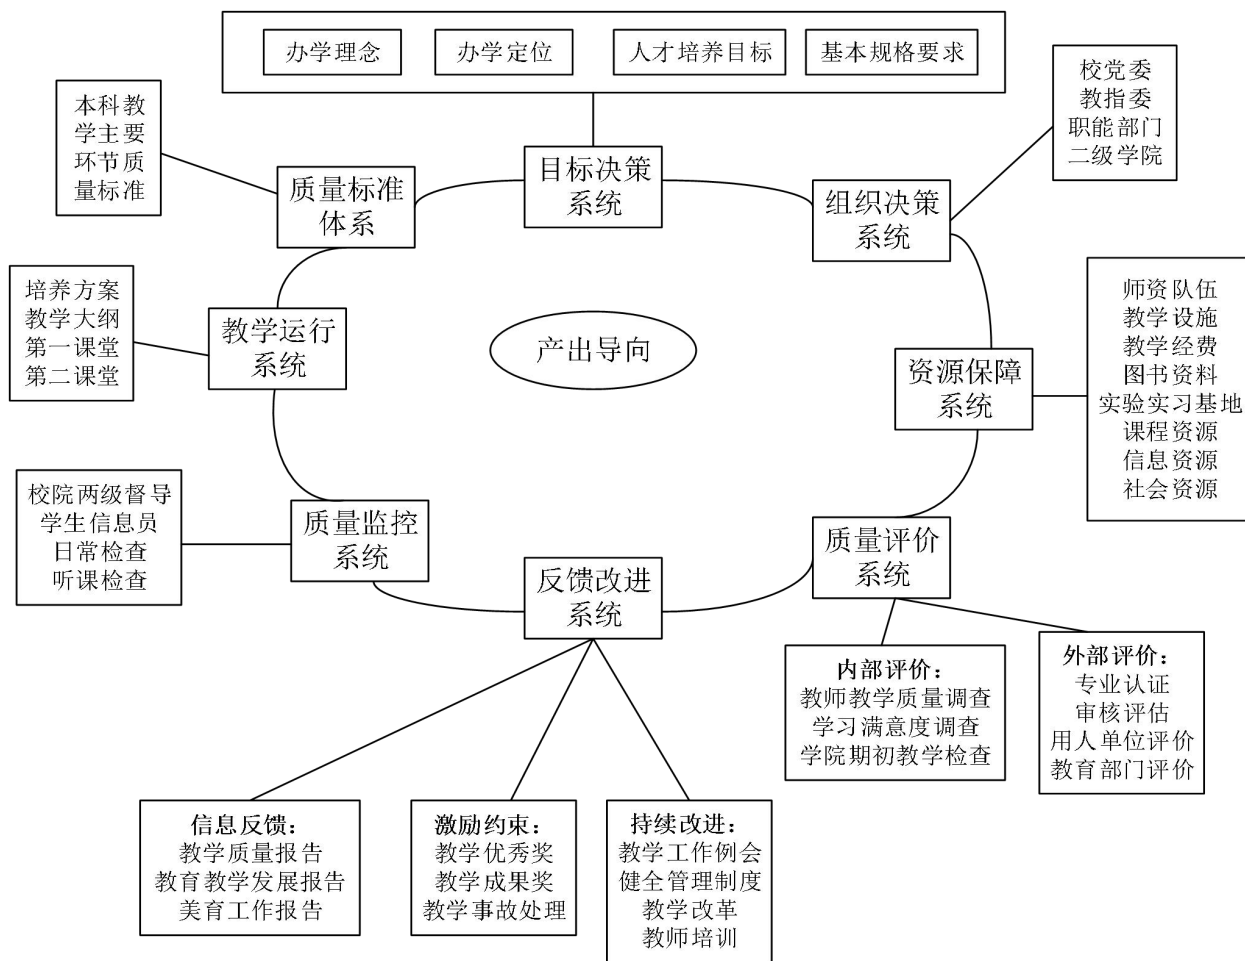 办学理念
办学定位
人才培养目标
基本规格要求
校党委
教指委
职能部门
二级学院
本科教
学主要
环节质
量标准
目标决策
系统
质量标准
体系
组织决策
系统
培养方案
教学大纲
第一课堂
第二课堂
教学运行
系统
产出导向
资源保障
系统
师资队伍
教学设施
教学经费
图书资料
实验实习基地
课程资源
信息资源
社会资源
校院两级督导
学生信息员
日常检查
听课检查
质量监控
系统
反馈改进
系统
质量评价
系统
内部评价：
教师教学质量调查
学习满意度调查
学院期初教学检查
外部评价：
专业认证
审核评估
用人单位评价
教育部门评价
信息反馈：
教学质量报告
教育教学发展报告
美育工作报告
激励约束：
教学优秀奖
教学成果奖
教学事故处理
持续改进：
教学工作例会
健全管理制度
教学改革
教师培训